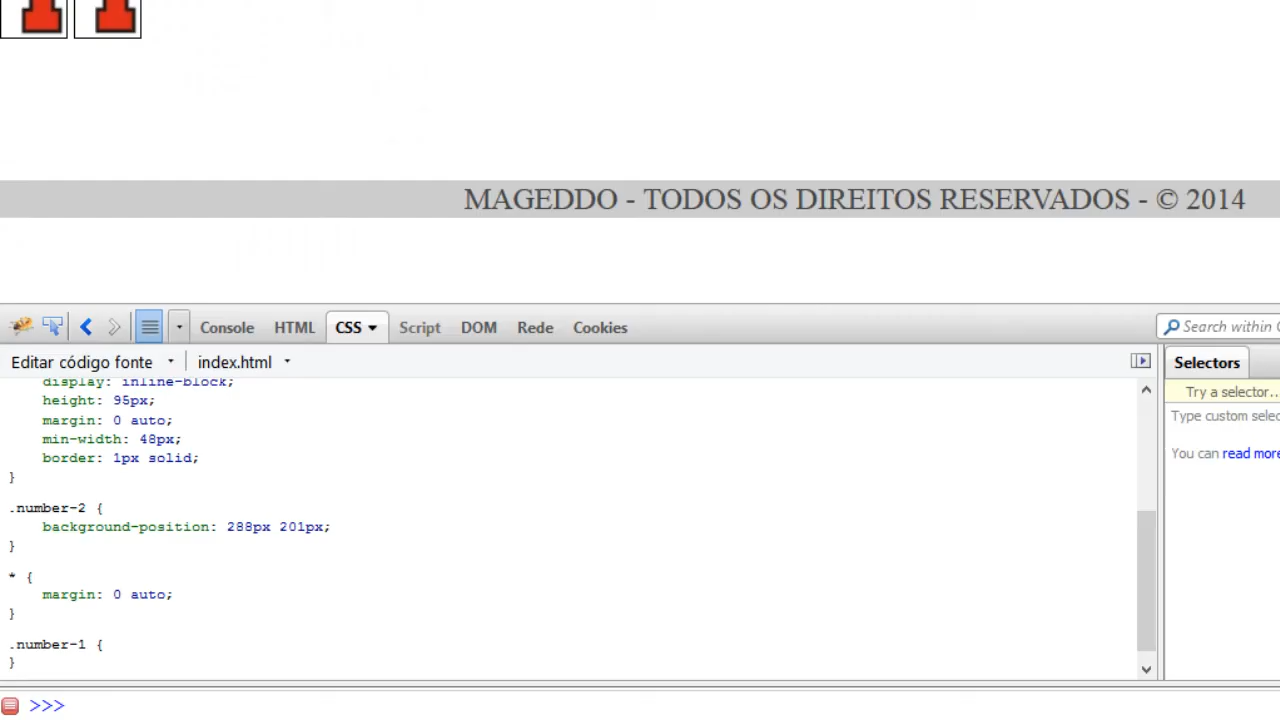 MAGEDDO - TODOS OS DIREITOS RESERVADOS - © 2014
Console HTML CSS Script DOM Rede Cookies Search within
Editar código fonte index.html Selectors
display: inline-block;
height: 95px;
margin: 0 auto;
min-width: 48px;
border: 1px solid;
}
.number-2 {
background-position: 288px 201px;
}
* {
margin: 0 auto;
}
.number-1 {
}
Try a selector..
Type custom selec
You can read more
>>>